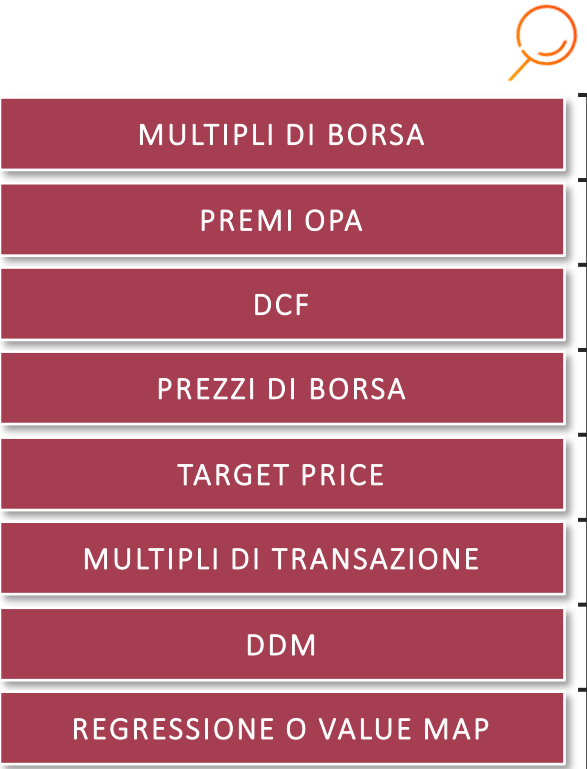 MULTIPLI DI BORSA
PREMI OPA
DCF
PREZZI DI BORSA
TARGET PRICE
MULTIPLI DI TRANSAZIONE
DDM
REGRESSIONE O VALUE MAP